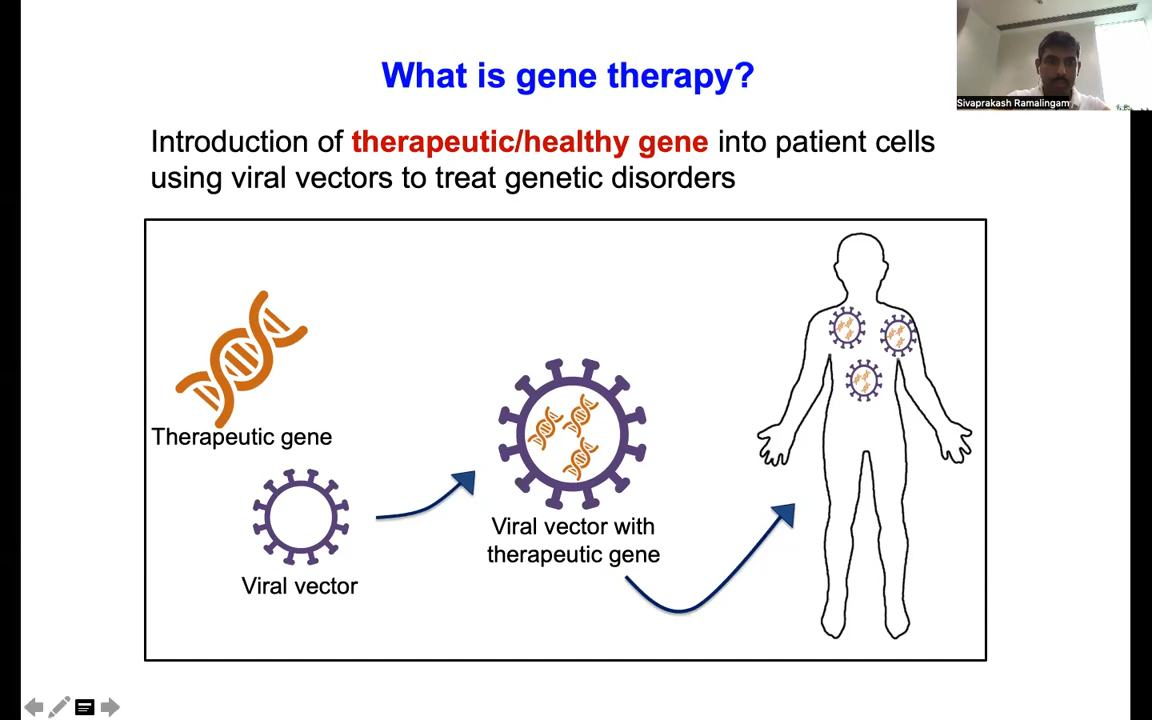 What is gene therapy?
Sivaprakash Ramalingam
Introduction of therapeutic/healthy gene into patient cells
using viral vectors to treat genetic disorders
Therapeutic gene
Viral vector
Viral vector with
therapeutic gene